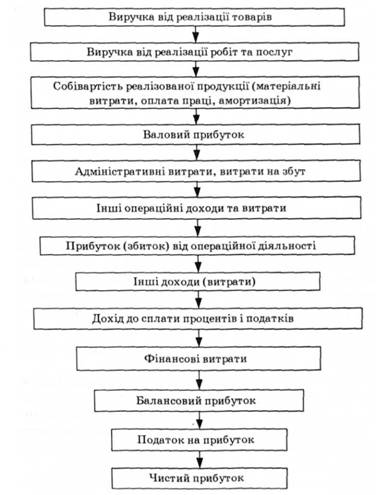 Виручка від реалізації товарів
Виручка від реалізації робіт та послуг
Собівартість реалізованої продукції (матеріальні
витрати, оплата праці, амортизація)
Валовий прибуток
Адміністративні витрати, витрати на збут
Інші операційні доходи та витрати
Прибуток (збиток) від операційної діяльності
Інші доходи (витрати)
Дохід до сплати процентів і податків
Фінансові витрати
Балансовий прибуток
Податок на прибуток
Чистий прибуток